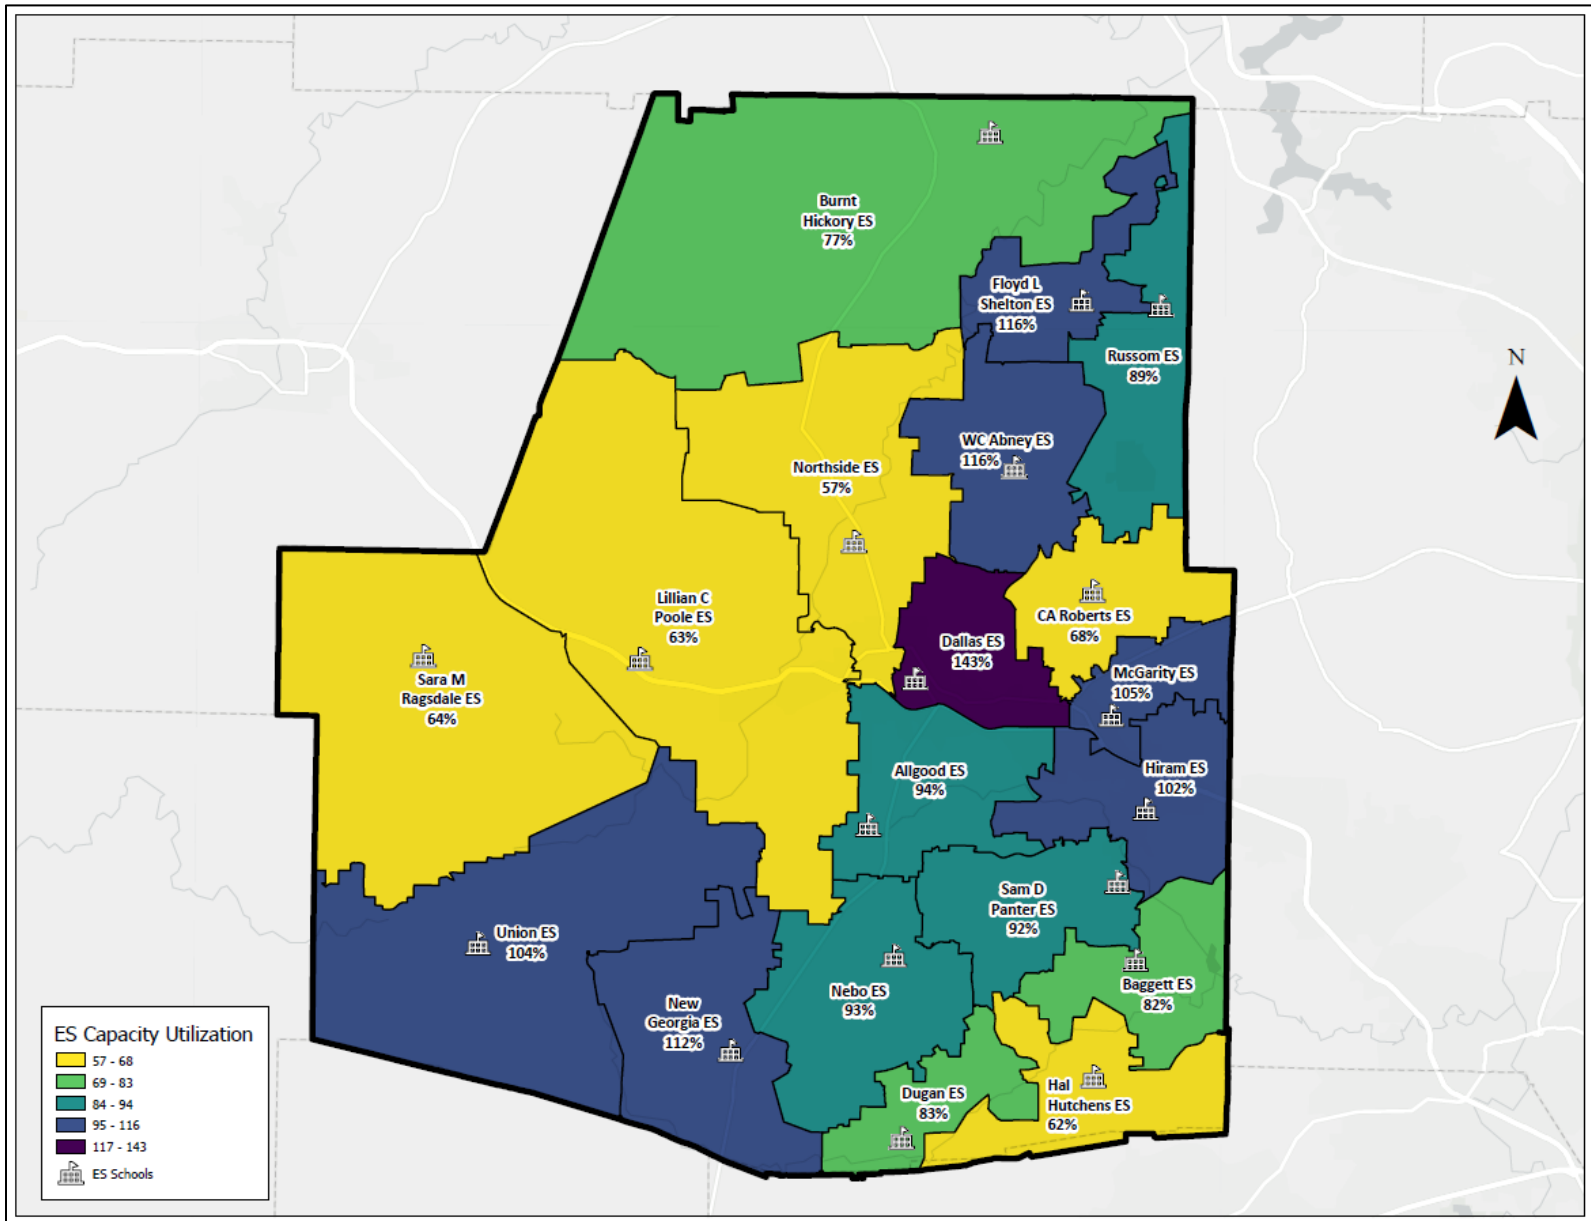 Burnt
Hickory ES
77%
Floyd L
Shelton ES
116%
Russom ES
89%
N
WC Abney ES
116%
Northside ES
57%
Lillian C
Poole ES
63%
CA Roberts ES
68%
Dallas ES
143%
Sara M
Ragsdale ES
64%
McGarity ES
105%
Allgood ES
94%
Hiram ES
102%
Sam D
Panter ES
92%
Union ES
104%
Nebo ES
93%
Baggett ES
82%
New
Georgia ES
112%
Dugan ES
83%
Hal
Hutchens ES
62%
ES Capacity Utilization
57 - 68
69 - 83
84 - 94
95 - 116
117 - 143
ES Schools